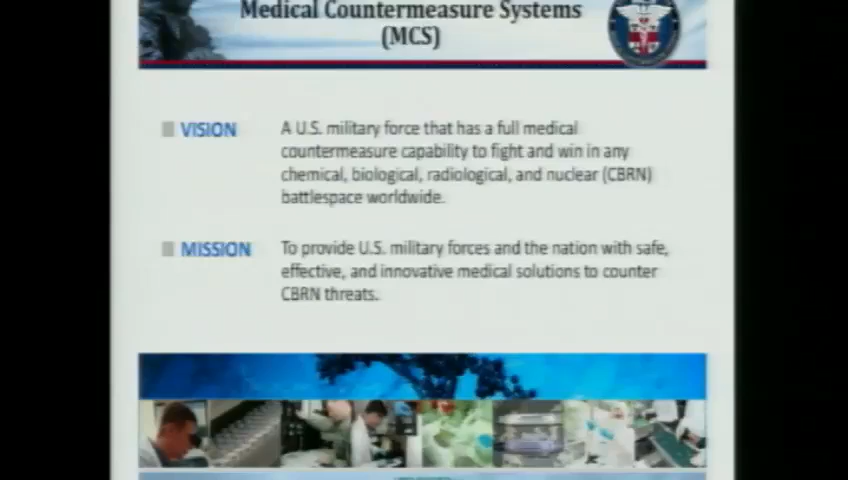 Medical Countermeasure Systems
(MCS)
VISION
A U.S. military force that has a full medical
countermeasure capability to fight and win in any
chemical, biological, radiological, and nuclear (CBRN)
battlespace worldwide.
MISSION
To provide U.S. military forces and the nation with safe,
effective, and innovative medical solutions to counter
CBRN threats.